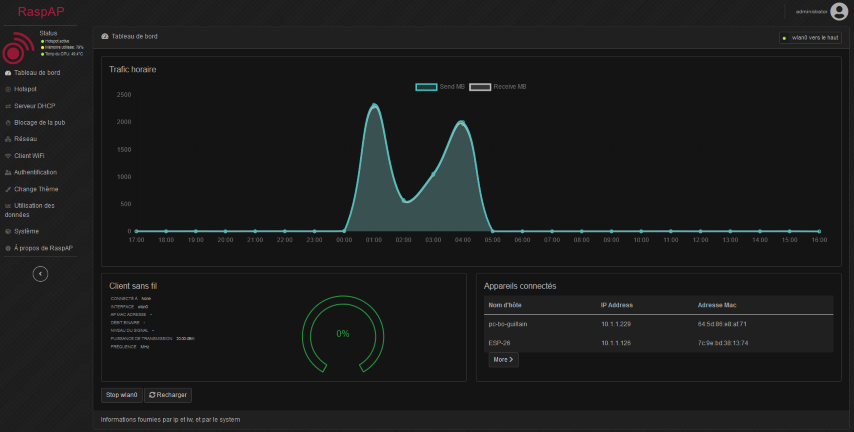 RaspAP
administrator
Status
Hotspot active
Mémoire utilisée: 79%
Temp du CPU: 40.4°C
Tableau de bord
Hotspot
Serveur DHCP
Blocage de la pub
Réseau
Client WiFi
Authentification
Change Thème
Utilisation des
données
Système
À propos de RaspAP
Tableau de bord
wlan0 vers le haut
Trafic horaire
Send MB Receive MB
2500
2000
1500
1000
500
0
17:00 18:00 19:00 20:00 21:00 22:00 23:00 00:00 01:00 02:00 03:00 04:00 05:00 06:00 07:00 08:00 09:00 10:00 11:00 12:00 13:00 14:00 15:00 16:00
Client sans fil
CONNECTÉ À None
INTERFACE wlan0
AP MAC ADRESSE -
DÉBIT BINAIRE -
NIVEAU DU SIGNAL -
PUISSANCE DE TRANSMISSION 20.00 dBm
FRÉQUENCE MHz
0%
Appareils connectés
Nom d'hôte IP Address Adresse Mac
pc-bo-guillain 10.1.1.229 64:5d:86:e8:af:71
ESP-26 10.1.1.126 7c:9e:bd:38:13:74
More
Stop wlan0 Recharger
Informations fournies par ip et iw, et par le system